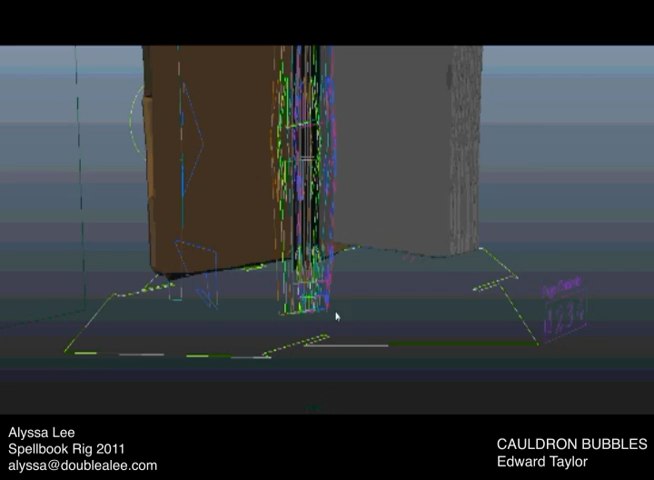 Alyssa Lee
Spellbook Rig 2011
alyssa@doublealee.com
CAULDRON BUBBLES
Edward Taylor